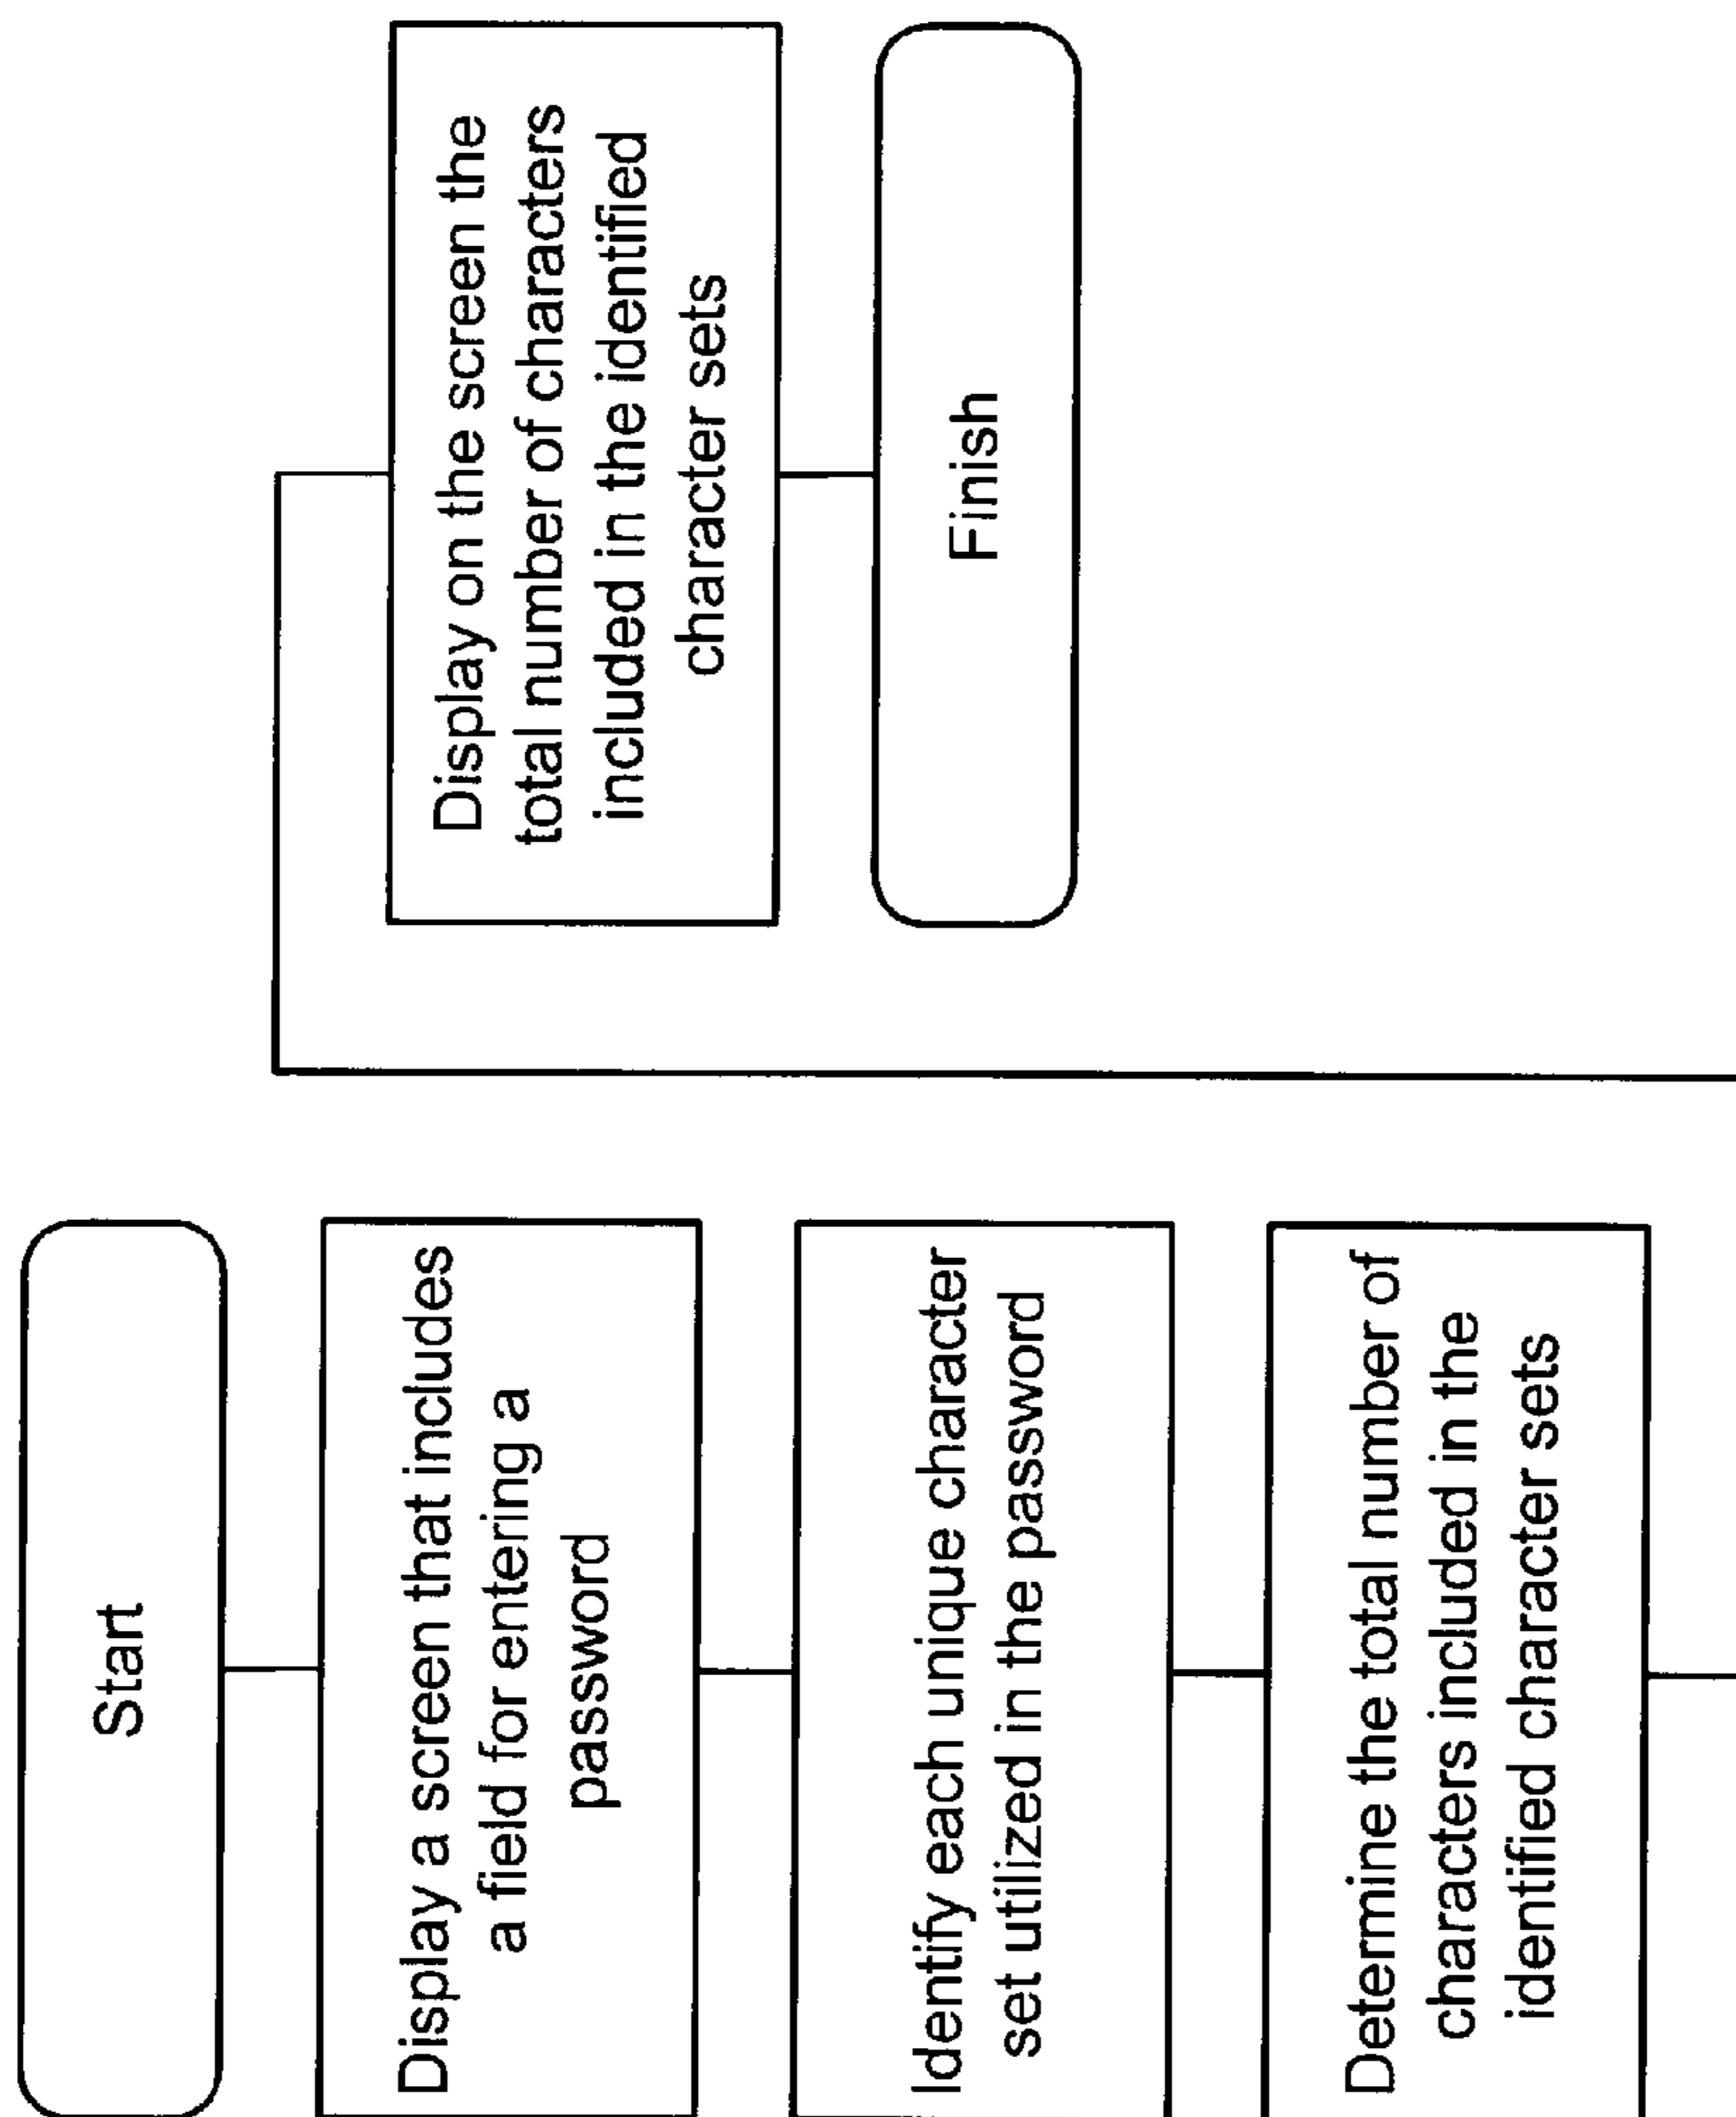 Start
Display a screen that includes
a field for entering a
password
Identify each unique character
set utilized in the password
Determine the total number of
characters included in the
identified character sets
Display on the screen the
total number of characters
included in the identified
character sets
Finish